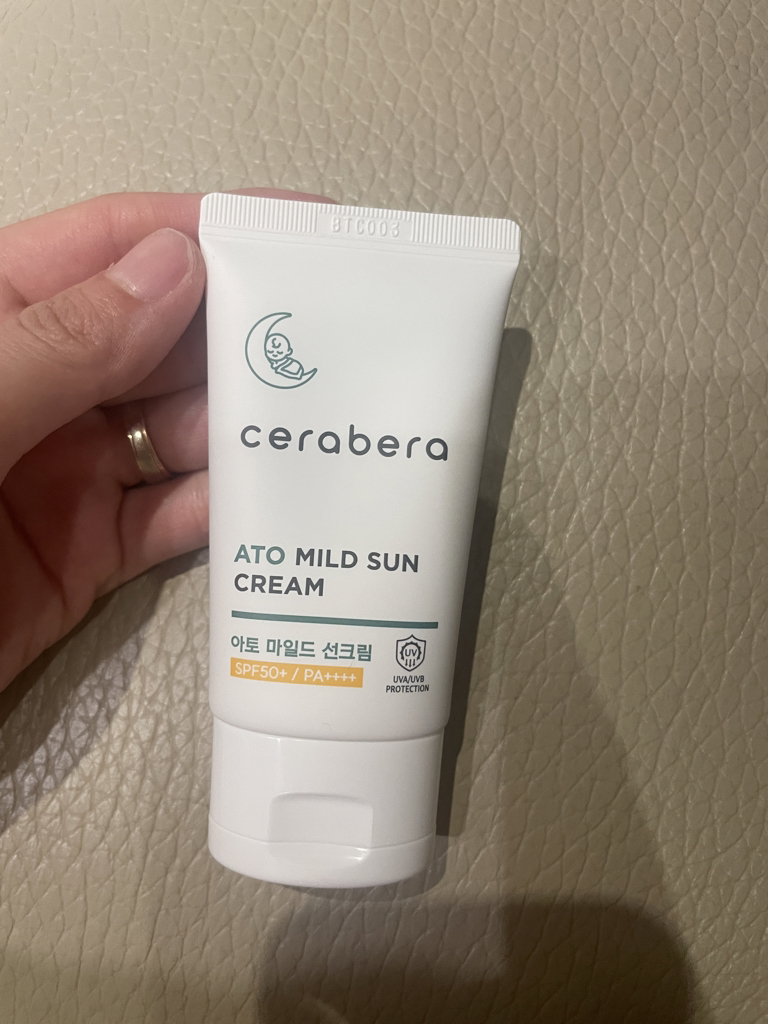 BTC003
cerabera
ATO MILD SUN
CREAM
아토 마일드 선크림
SPF50+ / PA++++
UV
UVA/UVB
PROTECTION